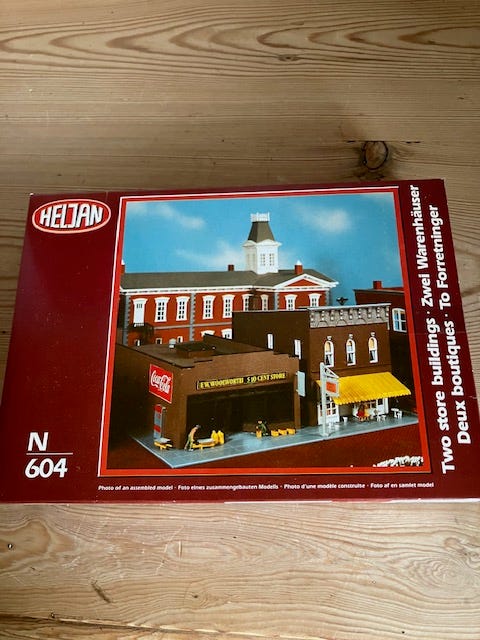 HELJAN
Two store buildings · Zwei Warenhäuser
Deux boutiques · To Forretninger
Coca-Cola
F.W. WOOLWORTH 5 10 CENT STORE
N
604
Photo of an assembled model · Foto eines zusammengebauten Modells · Photo d'une modèle construite · Foto af en samlet model